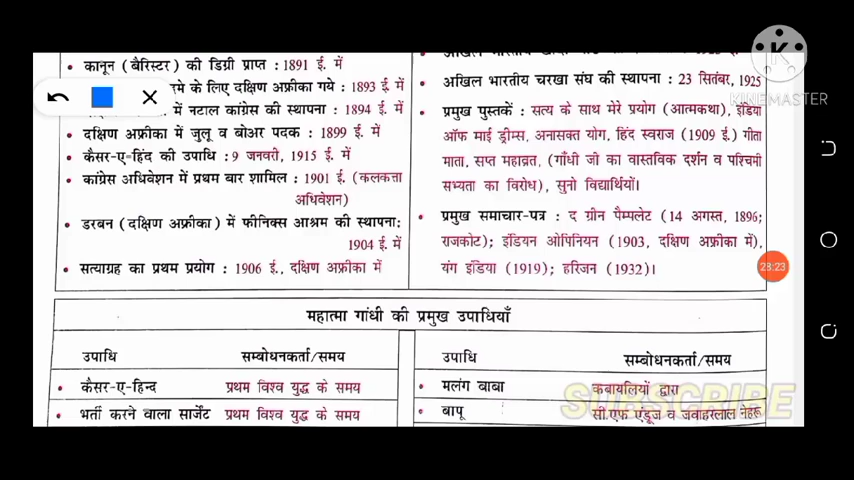 कानून (बैरिस्टर) की डिग्री प्राप्त : 1891 ई. में
मे के लिए दक्षिण अफ्रीका गये : 1893 ई. में
में नटाल कांग्रेस की स्थापना : 1894 ई. में
दक्षिण अफ्रीका में जुलू व बोअर पदक : 1899 ई. में
कैसर-ए-हिंद की उपाधि : 9 जनवरी, 1915 ई. में
कांग्रेस अधिवेशन में प्रथम बार शामिल : 1901 ई. (कलकत्ता
अधिवेशन)
डरबन (दक्षिण अफ्रीका) में फीनिक्स आश्रम की स्थापना:
1904 ई. में
सत्याग्रह का प्रथम प्रयोग : 1906 ई., दक्षिण अफ्रीका में
अखिल भारतीय चरखा संघ की स्थापना : 23 सितंबर, 1925
प्रमुख पुस्तकें : सत्य के साथ मेरे प्रयोग (आत्मकथा), इंडिया
ऑफ माई ड्रीम्स, अनासक्त योग, हिंद स्वराज (1909 ई.) गीता
माता, सप्त महाव्रत, (गाँधी जी का वास्तविक दर्शन व पश्चिमी
सभ्यता का विरोध), सुनो विद्यार्थियों।
प्रमुख समाचार-पत्र : द ग्रीन पैम्पलेट (14 अगस्त, 1896;
राजकोट); इंडियन ओपिनियन (1903, दक्षिण अफ्रीका में),
यंग इंडिया (1919); हरिजन (1932)।
KINEMASTER
28:23
महात्मा गांधी की प्रमुख उपाधियाँ
उपाधि सम्बोधनकर्ता/समय
कैसर-ए-हिन्द प्रथम विश्व युद्ध के समय
भर्ती करने वाला सार्जेंट प्रथम विश्व युद्ध के समय
उपाधि सम्बोधनकर्ता/समय
मलंग बाबा कबायलियों द्वारा
बापू सी.एफ एंड्रूज व जवाहरलाल नेहरू
SUBSCRIBE